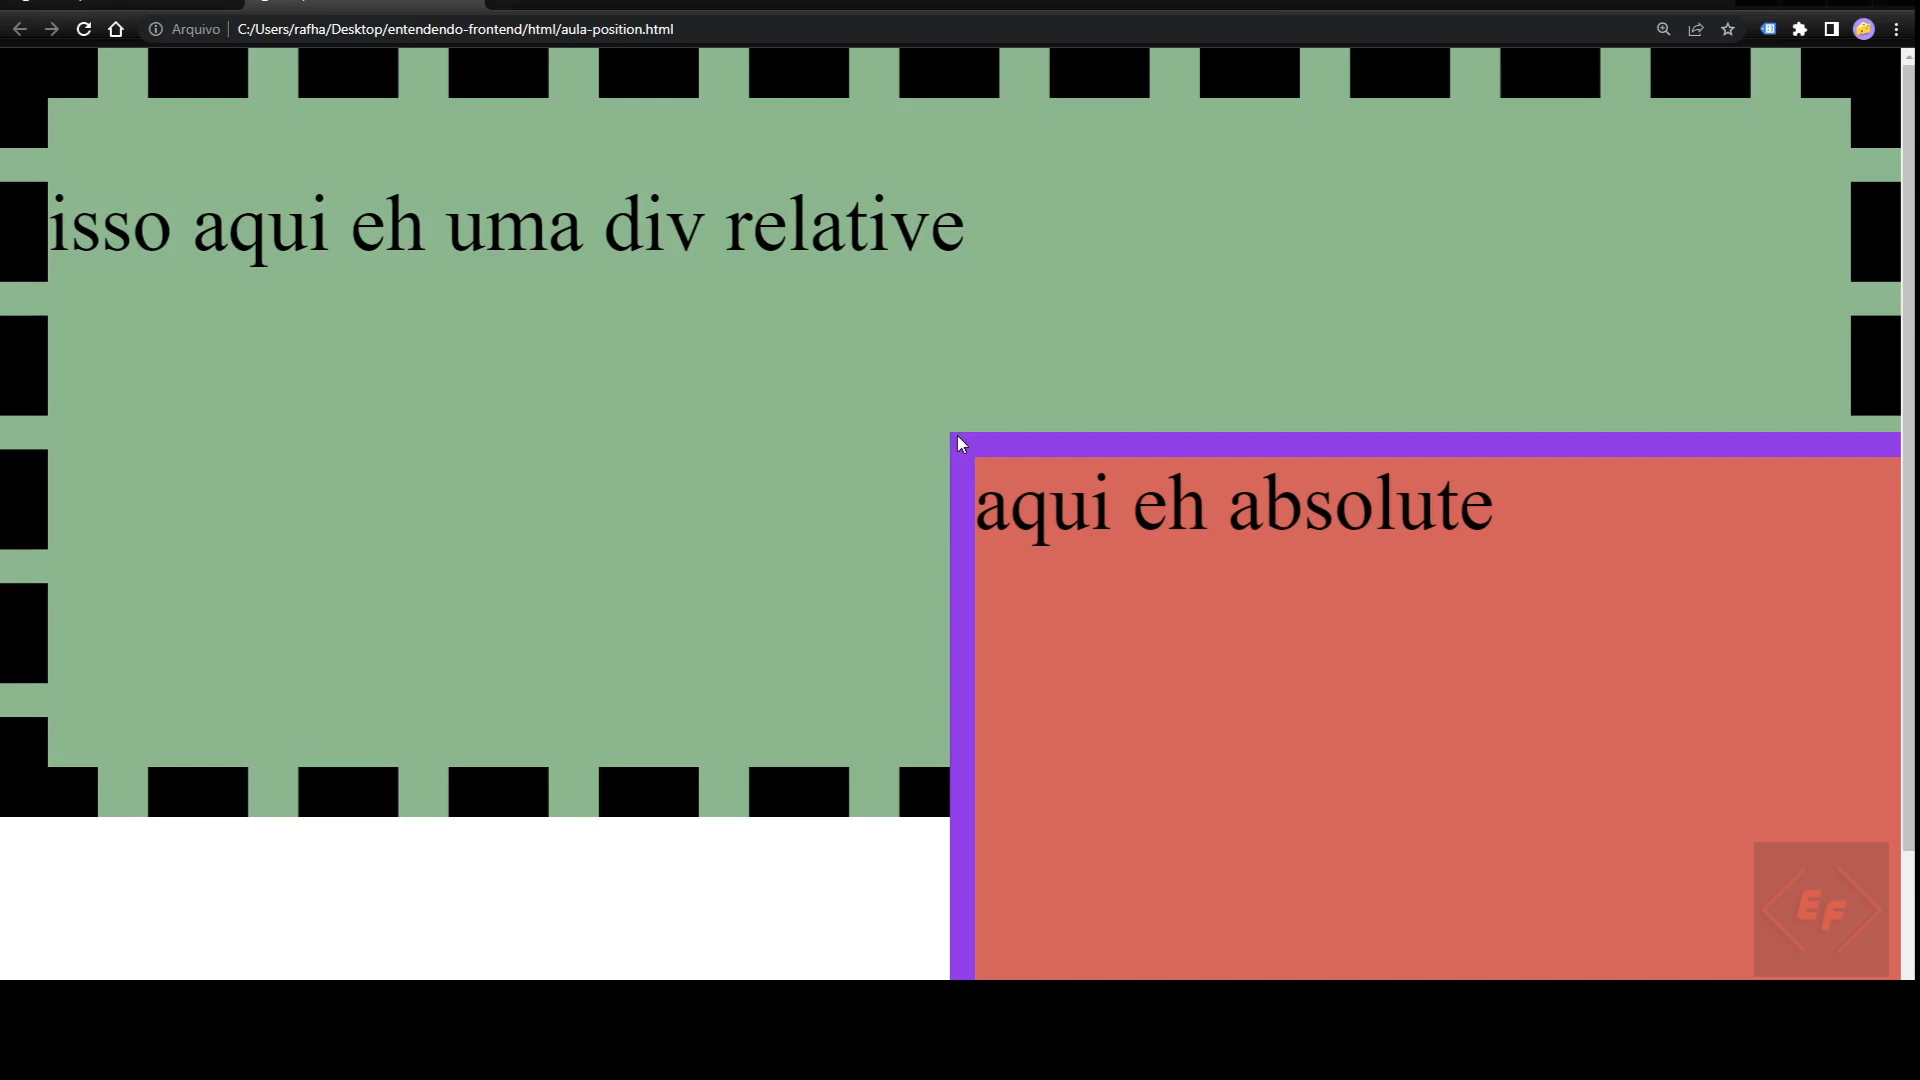 Arquivo
C:/Users/rafha/Desktop/entendendo-frontend/html/aula-position.html
isso aqui eh uma div relative
aqui eh absolute
EF